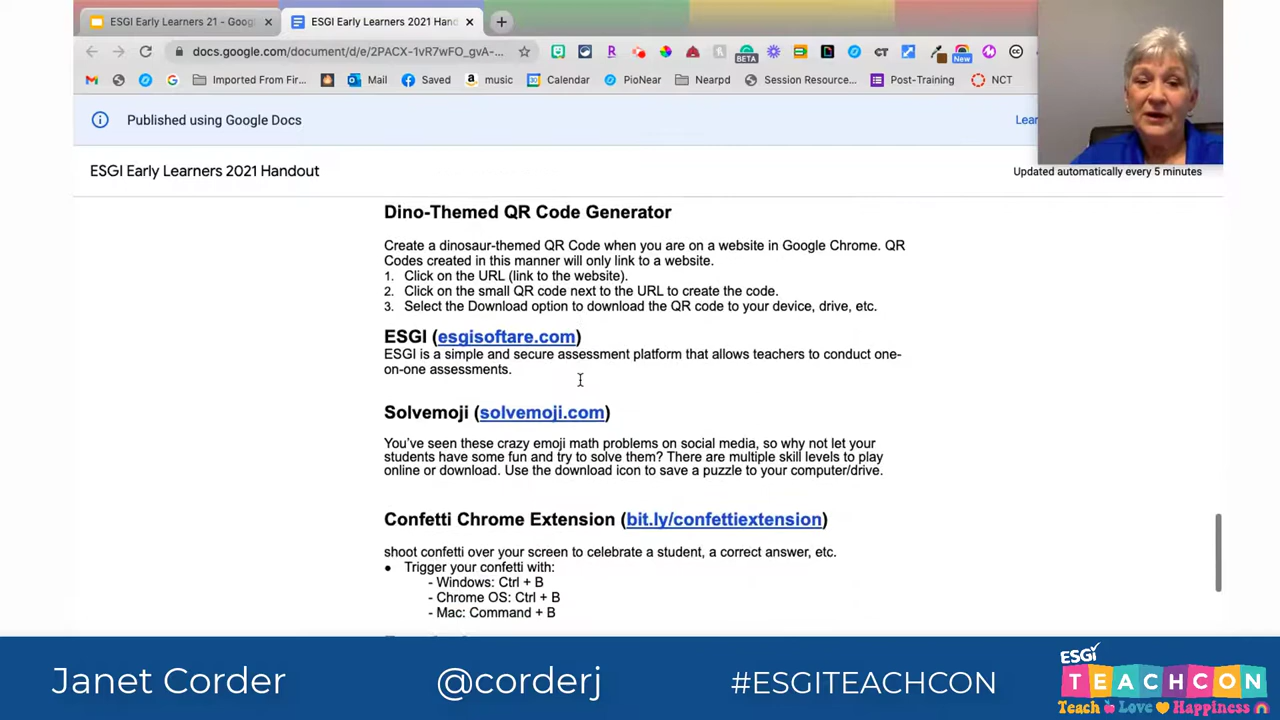 ESGI Early Learners 21 - Goog
ESGI Early Learners 2021 Hand
docs.google.com/document/d/e/2PACX-1vR7wFO_gvA-...
BETA
CT
New
Imported From Fir...
Mail
Saved
music
Calendar
PioNear
Nearpd
Session Resource...
Post-Training
NCT
Published using Google Docs
Lear
ESGI Early Learners 2021 Handout
Updated automatically every 5 minutes
Dino-Themed QR Code Generator
Create a dinosaur-themed QR Code when you are on a website in Google Chrome. QR
Codes created in this manner will only link to a website.
1. Click on the URL (link to the website).
2. Click on the small QR code next to the URL to create the code.
3. Select the Download option to download the QR code to your device, drive, etc.
ESGI (esgisoftare.com)
ESGI is a simple and secure assessment platform that allows teachers to conduct one-
on-one assessments.
Solvemoji (solvemoji.com)
You've seen these crazy emoji math problems on social media, so why not let your
students have some fun and try to solve them? There are multiple skill levels to play
online or download. Use the download icon to save a puzzle to your computer/drive.
Confetti Chrome Extension (bit.ly/confettiextension)
shoot confetti over your screen to celebrate a student, a correct answer, etc.
● Trigger your confetti with:
- Windows: Ctrl + B
- Chrome OS: Ctrl + B
- Mac: Command + B
Janet Corder
@corderj
#ESGITEACHCON
ESGI
TEACHCON
Teach Love Happiness